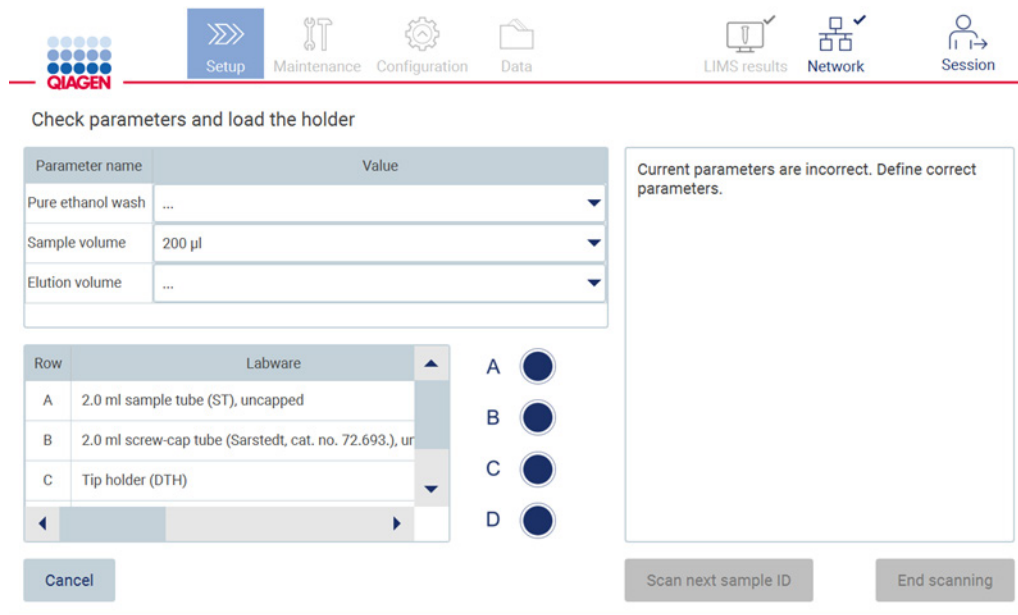 Setup
Maintenance
Configuration
Data
LIMS results
Network
Session
QIAGEN
Check parameters and load the holder
Parameter name Value
Pure ethanol wash ...
Sample volume 200 µl
Elution volume ...
Current parameters are incorrect. Define correct
parameters.
Row Labware
A 2.0 ml sample tube (ST), uncapped
B 2.0 ml screw-cap tube (Sarstedt, cat. no. 72.693.), ur
C Tip holder (DTH)
A
B
C
D
Cancel
Scan next sample ID
End scanning